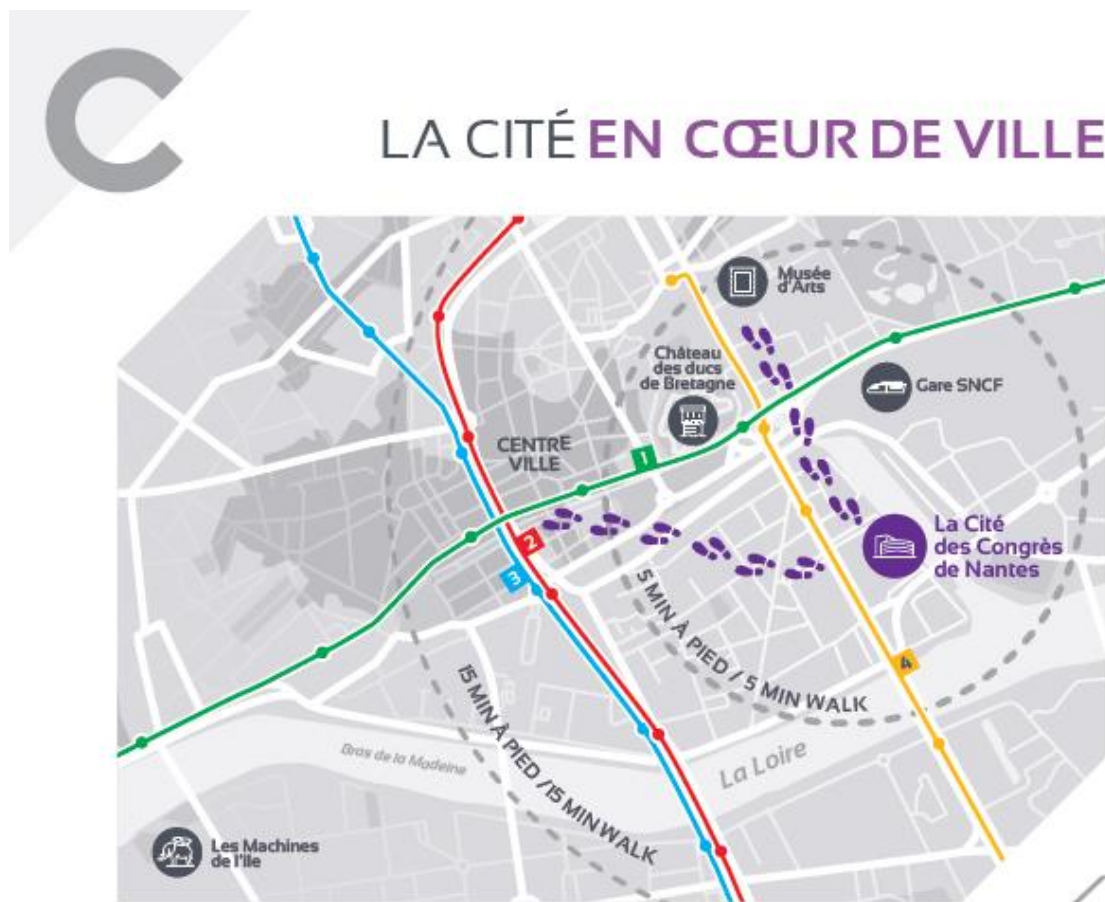 C
LA CITÉ EN CŒUR DE VILLE
Musée
d'Arts
Château
des ducs
de Bretagne
Gare SNCF
CENTRE
VILLE
1
2
3
La Cité
des Congrès
de Nantes
5 MIN À PIED / 5 MIN WALK
4
15 MIN À PIED /15 MIN WALK
Bras de la Madeine
La Loire
Les Machines
de l'île